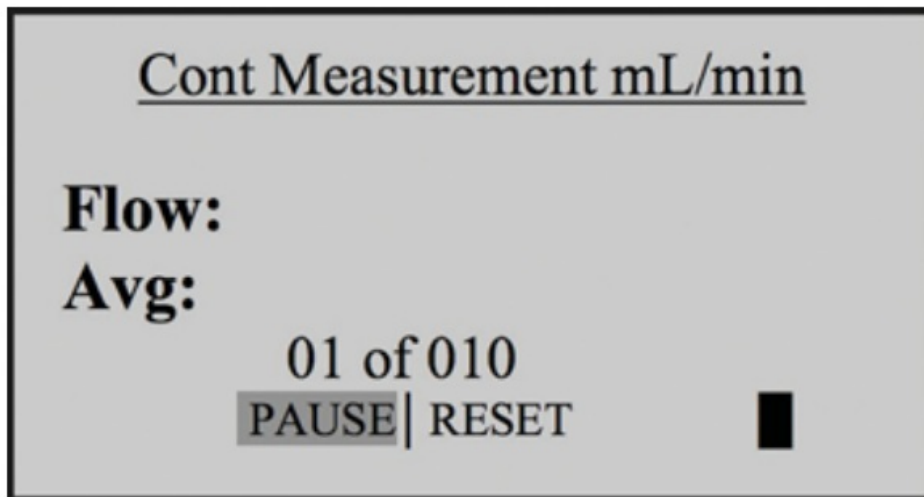 Cont Measurement mL/min
Flow:
Avg:
01 of 010
PAUSE | RESET